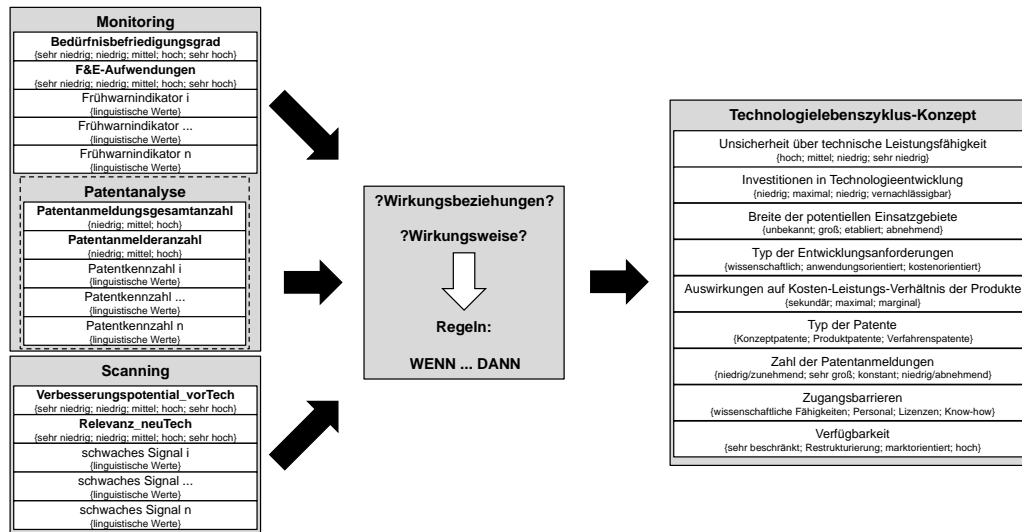 Monitoring
Bedürfnisbefriedigungsgrad
{sehr niedrig; niedrig; mittel; hoch; sehr hoch}
F&E-Aufwendungen
{sehr niedrig; niedrig; mittel; hoch; sehr hoch}
Frühwarnindikator i
{linguistische Werte}
Frühwarnindikator ...
{linguistische Werte}
Frühwarnindikator n
{linguistische Werte}
Patentanalyse
Patentanmeldungsgesamtanzahl
{niedrig; mittel; hoch}
Patentanmelderanzahl
{niedrig; mittel; hoch}
Patentkennzahl i
{linguistische Werte}
Patentkennzahl ...
{linguistische Werte}
Patentkennzahl n
{linguistische Werte}
Scanning
Verbesserungspotential_vorTech
{sehr niedrig; niedrig; mittel; hoch; sehr hoch}
Relevanz_neuTech
{sehr niedrig; niedrig; mittel; hoch; sehr hoch}
schwaches Signal i
{linguistische Werte}
schwaches Signal ...
{linguistische Werte}
schwaches Signal n
{linguistische Werte}
?Wirkungsbeziehungen?
?Wirkungsweise?
Regeln:
WENN ... DANN
Technologielebenszyklus-Konzept
Unsicherheit über technische Leistungsfähigkeit
{hoch; mittel; niedrig; sehr niedrig}
Investitionen in Technologieentwicklung
{niedrig; maximal; niedrig; vernachlässigbar}
Breite der potentiellen Einsatzgebiete
{unbekannt; groß; etabliert; abnehmend}
Typ der Entwicklungsanforderungen
{wissenschaftlich; anwendungsorientiert; kostenorientiert}
Auswirkungen auf Kosten-Leistungs-Verhältnis der Produkte
{sekundär; maximal; marginal}
Typ der Patente
{Konzeptpatente; Produktpatente; Verfahrenspatente}
Zahl der Patentanmeldungen
{niedrig/zunehmend; sehr groß; konstant; niedrig/abnehmend}
Zugangsbarrieren
{wissenschaftliche Fähigkeiten; Personal; Lizenzen; Know-how}
Verfügbarkeit
{sehr beschränkt; Restrukturierung; marktorientiert; hoch}